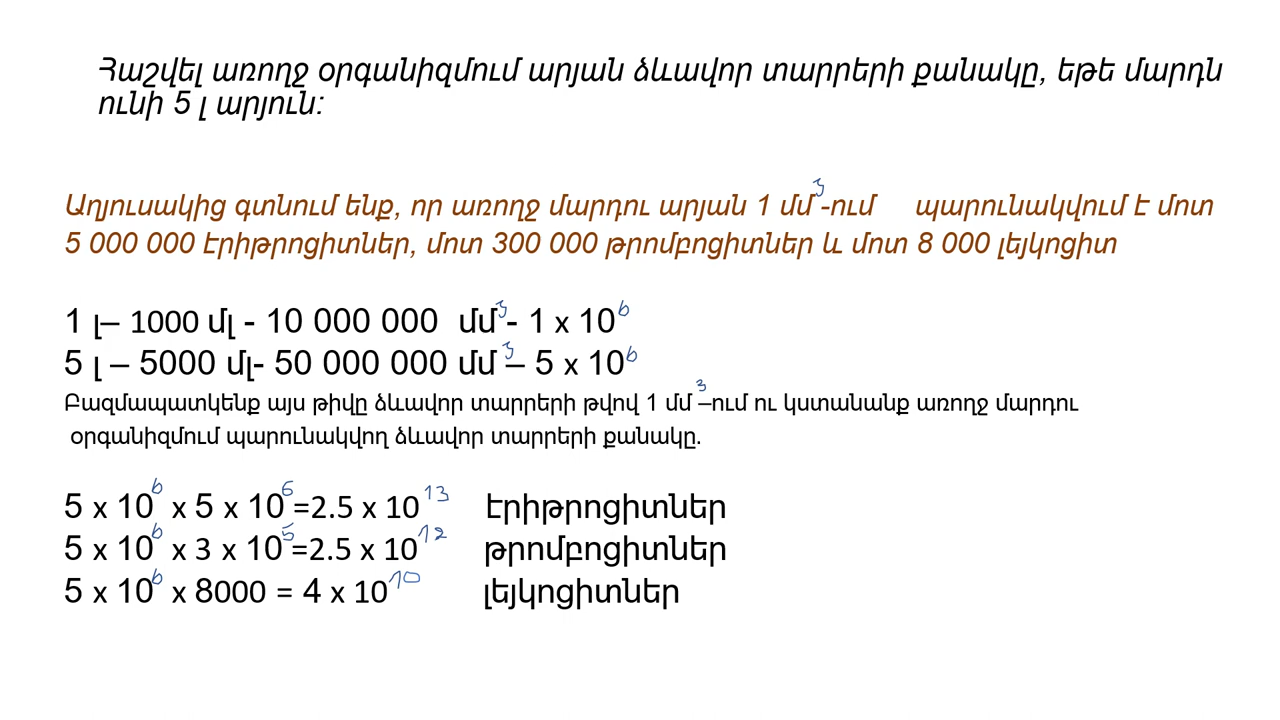 Հաշվել առողջ օրգանիզմում արյան ձևավոր տարրերի քանակը, եթե մարդն
ունի 5 լ արյուն:
Աղյուսակից գտնում ենք, որ առողջ մարդու արյան 1 մմ³-ում պարունակվում է մոտ
5 000 000 էրիթրոցիտներ, մոտ 300 000 թրոմբոցիտներ և մոտ 8 000 լեյկոցիտ
1 լ– 1000 մլ - 10 000 000 մմ³- 1 x 10⁶
5 լ – 5000 մլ- 50 000 000 մմ³– 5 x 10⁶
Բազմապատկենք այս թիվը ձևավոր տարրերի թվով 1 մմ³–ում ու կստանանք առողջ մարդու
օրգանիզմում պարունակվող ձևավոր տարրերի քանակը.
5 x 10⁶ x 5 x 10⁶=2.5 x 10¹³ էրիթրոցիտներ
5 x 10⁶ x 3 x 10⁵=2.5 x 10¹² թրոմբոցիտներ
5 x 10⁶ x 8000 = 4 x 10¹⁰ լեյկոցիտներ